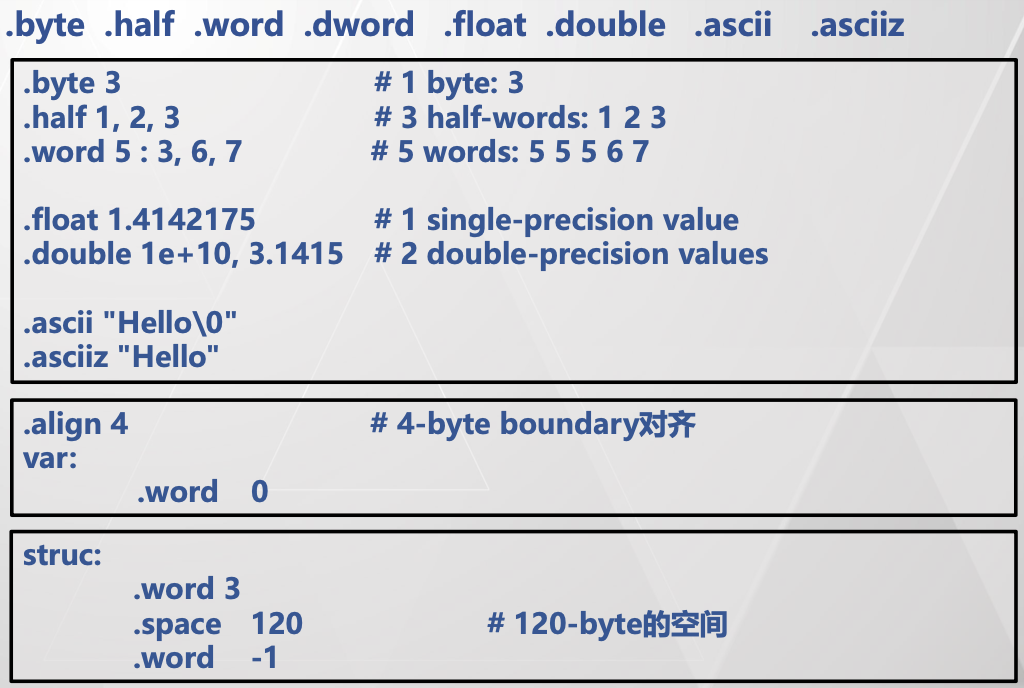 .byte .half .word .dword .float .double .ascii .asciiz
.byte 3 # 1 byte: 3
.half 1, 2, 3 # 3 half-words: 1 2 3
.word 5 : 3, 6, 7 # 5 words: 5 5 5 6 7
.float 1.4142175 # 1 single-precision value
.double 1e+10, 3.1415 # 2 double-precision values
.ascii "Hello\0"
.asciiz "Hello"
.align 4 # 4-byte boundary对齐
var:
.word 0
struc:
.word 3
.space 120 # 120-byte的空间
.word -1